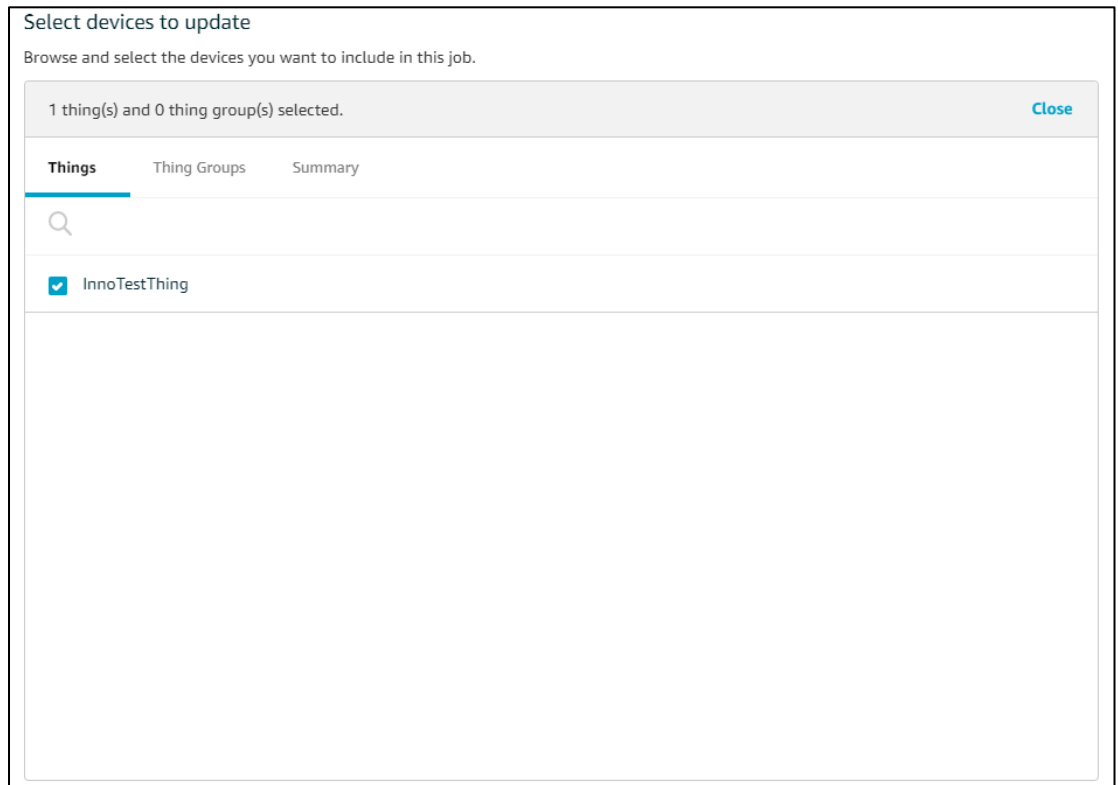 Select devices to update
Browse and select the devices you want to include in this job.
1 thing(s) and 0 thing group(s) selected. Close
Things Thing Groups Summary
InnoTestThing